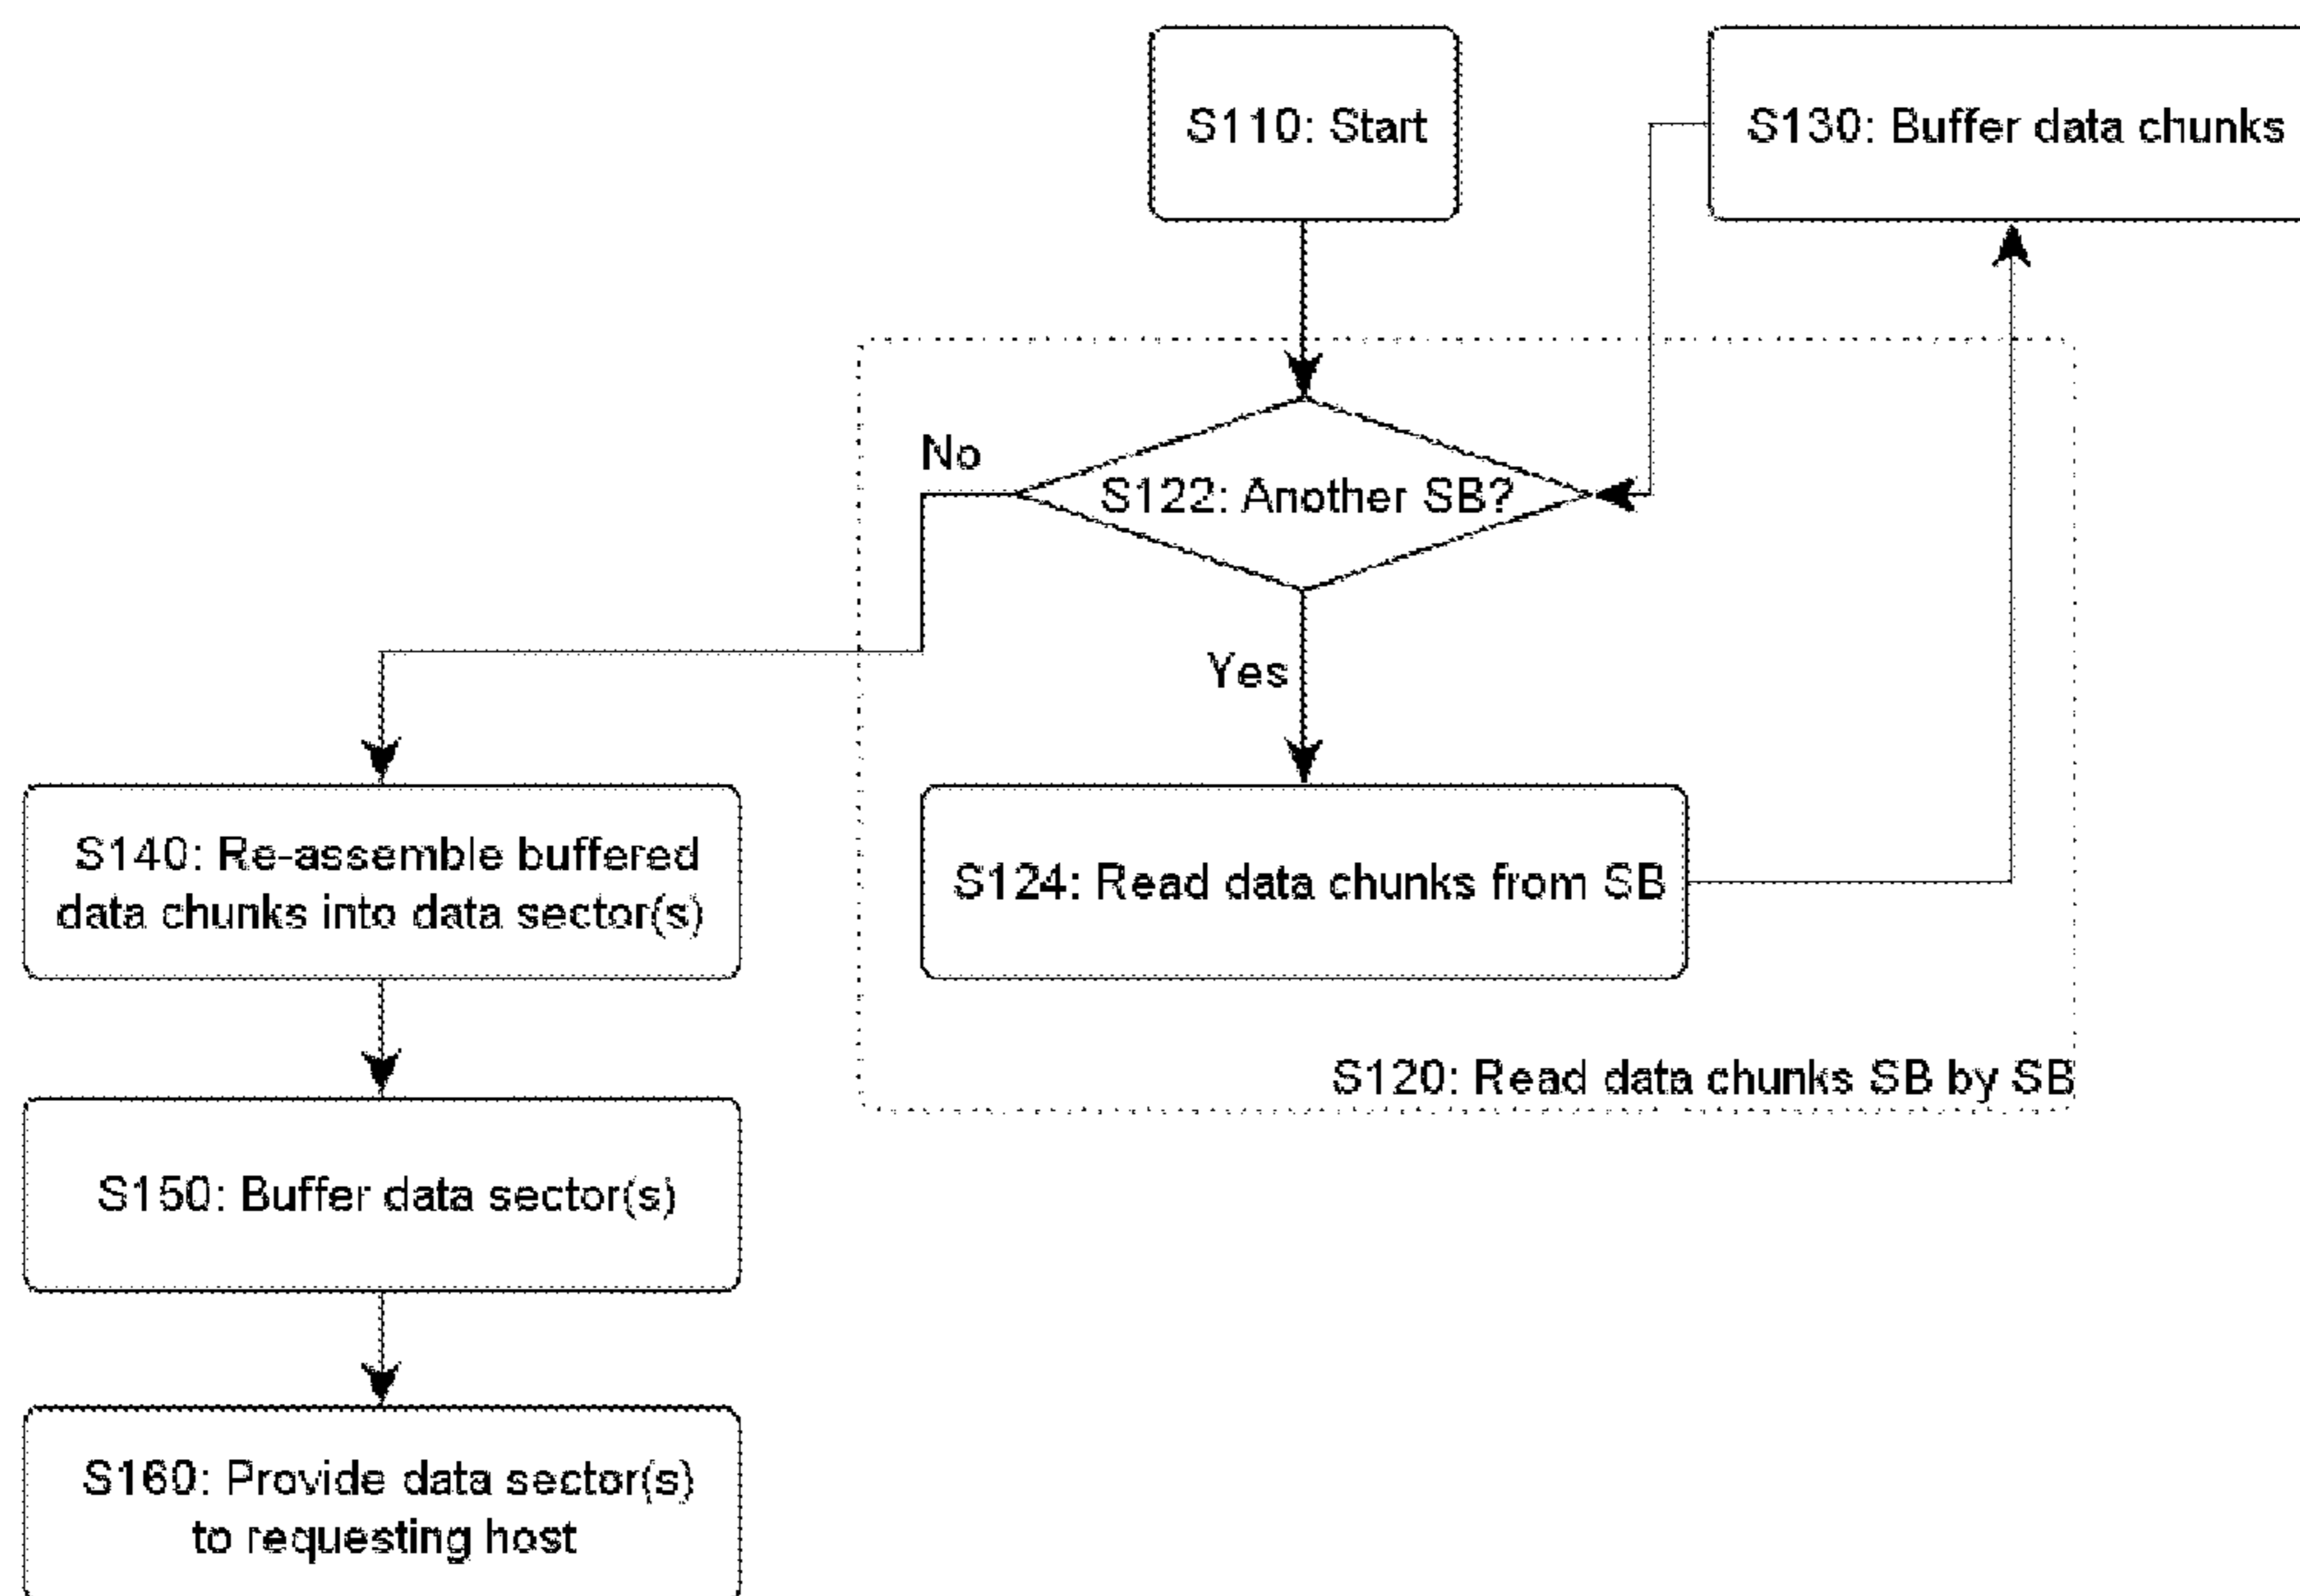 S110: Start
S130: Buffer data chunks
No
S122: Another SB?
Yes
S140: Re-assemble buffered
data chunks into data sector(s)
S124: Read data chunks from SB
S120: Read data chunks SB by SB
S150: Buffer data sector(s)
S160: Provide data sector(s)
to requesting host